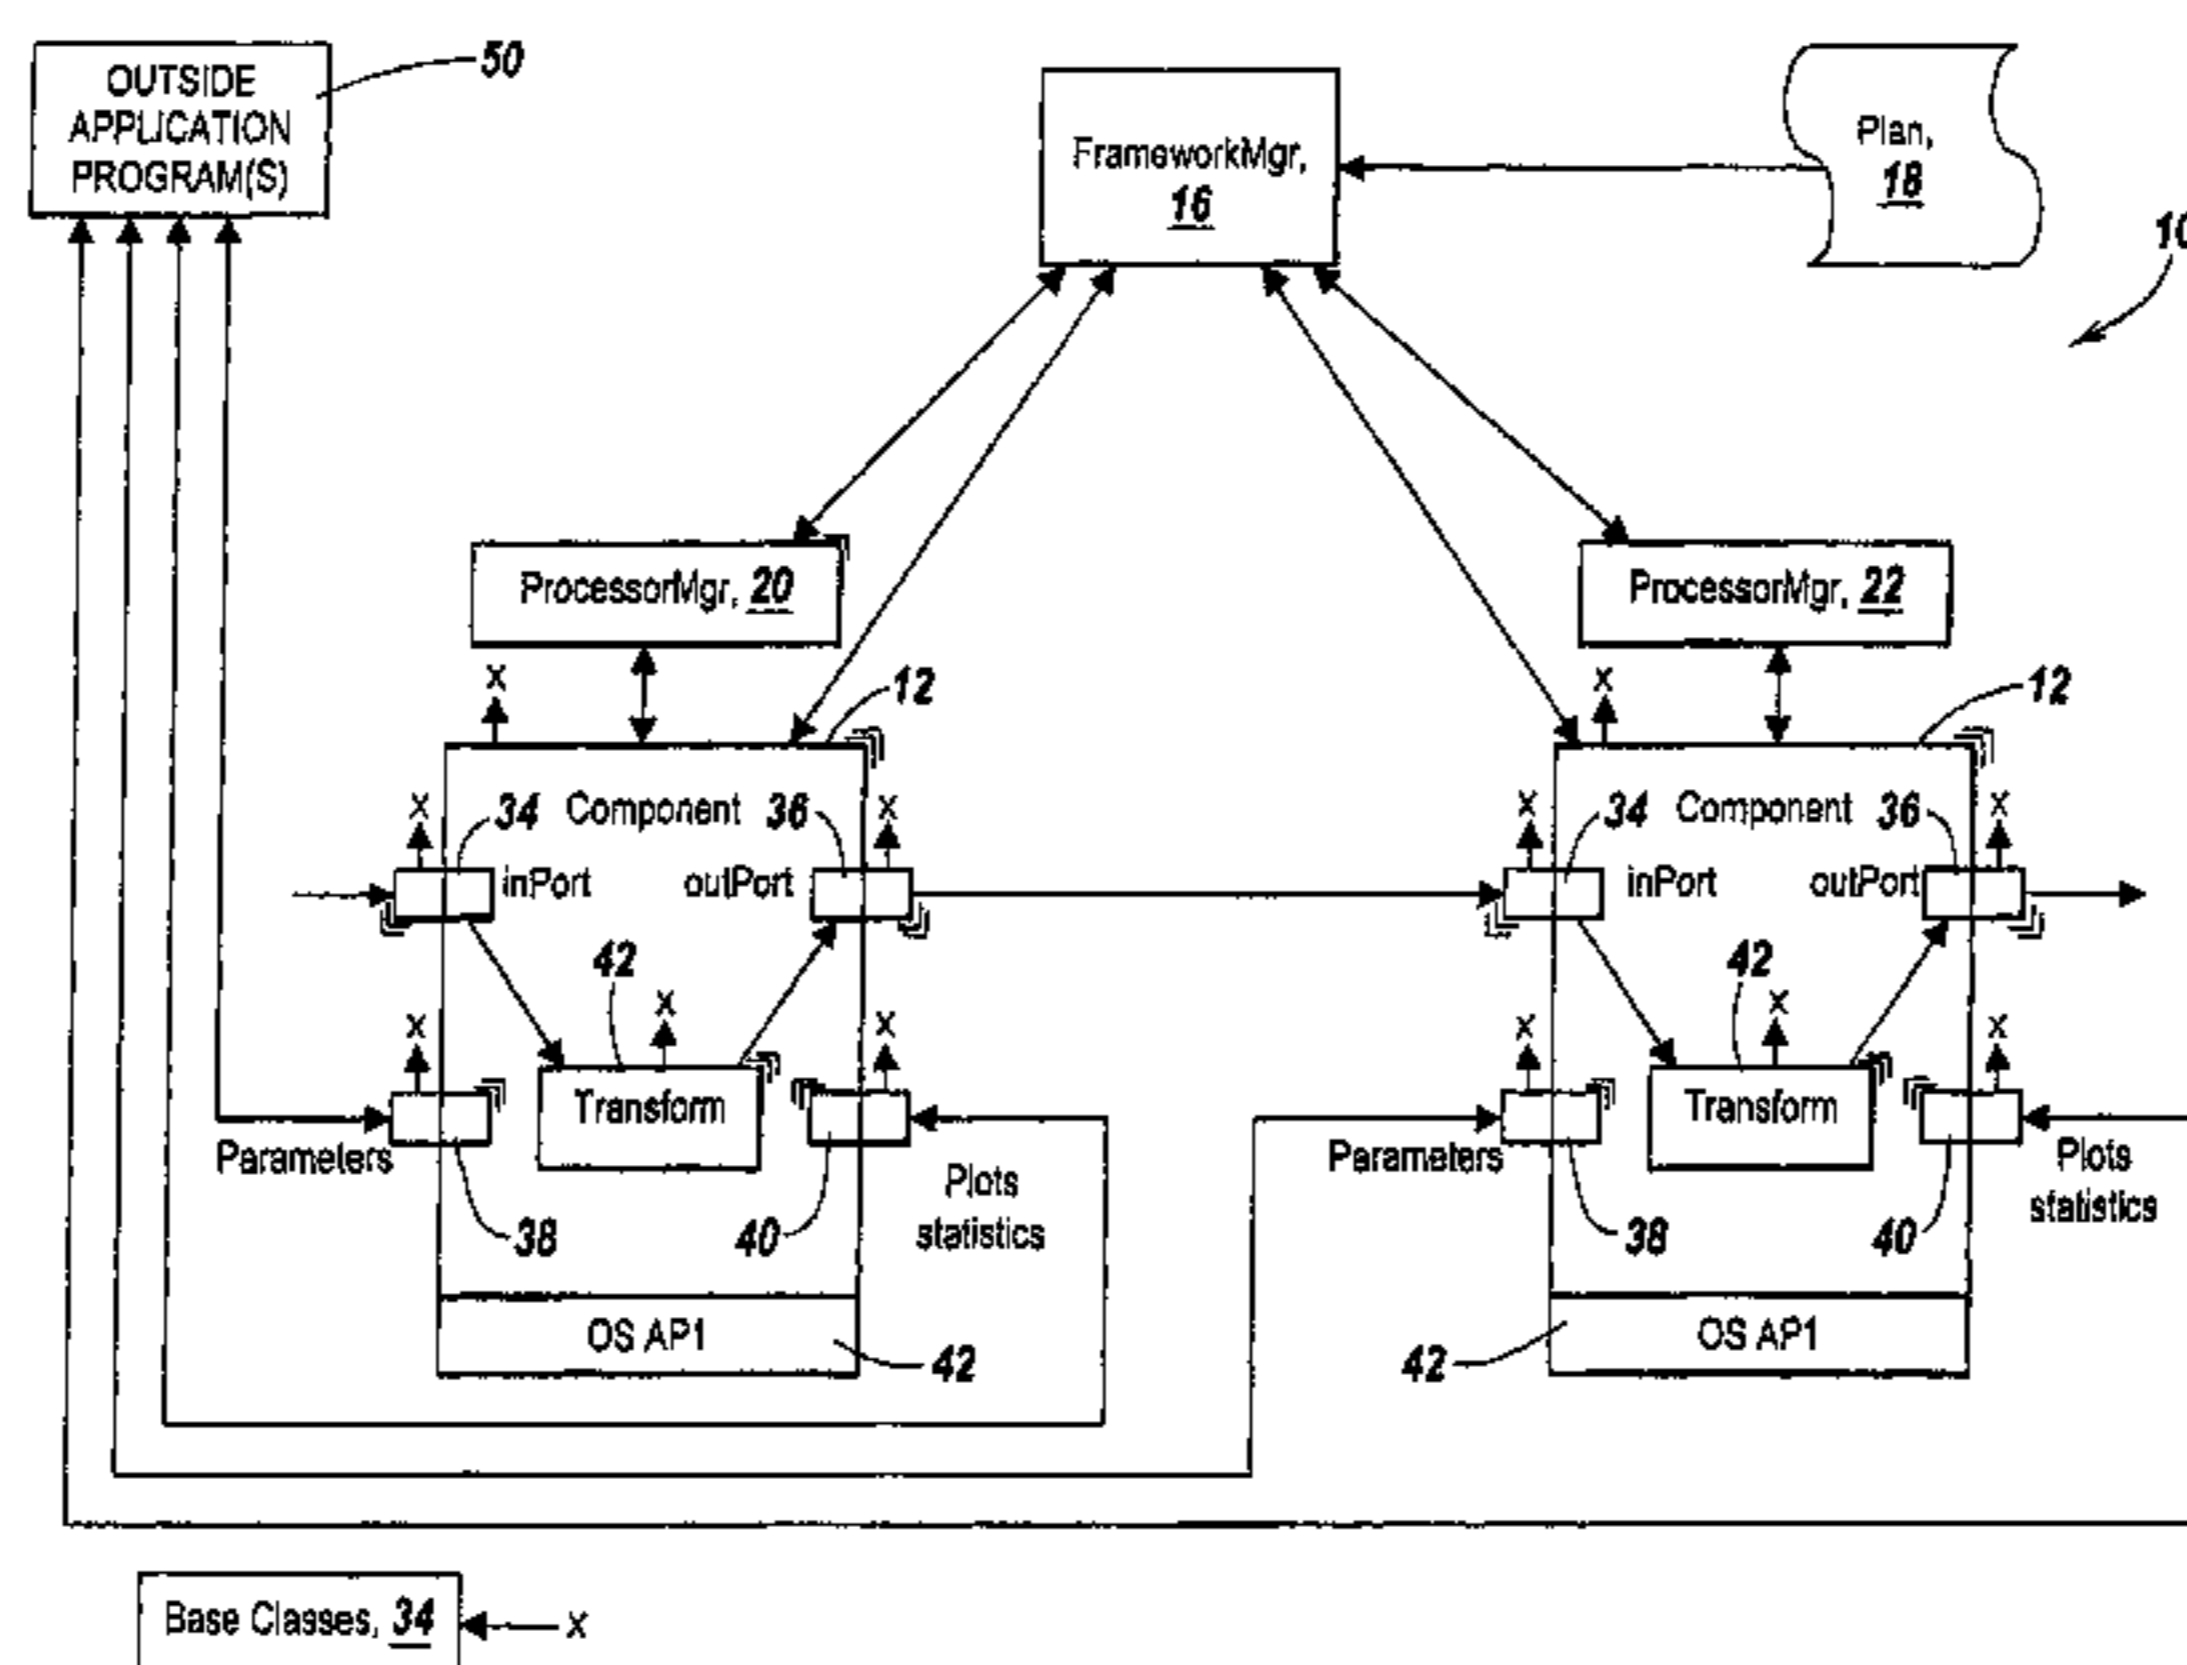 OUTSIDE
APPLICATION
PROGRAM(S)
50
FrameworkMgr,
16
Plan,
18
10
ProcessorMgr, 20
ProcessorMgr, 22
X
12
X
12
X
34 Component 36
X
X
34 Component 36
X
inPort
outPort
inPort
outPort
42
X
42
X
X
X
X
X
Transform
Transform
Parameters
Parameters
Plots
statistics
Plots
statistics
38
40
38
40
OS AP1
42
42
OS AP1
Base Classes, 34
X